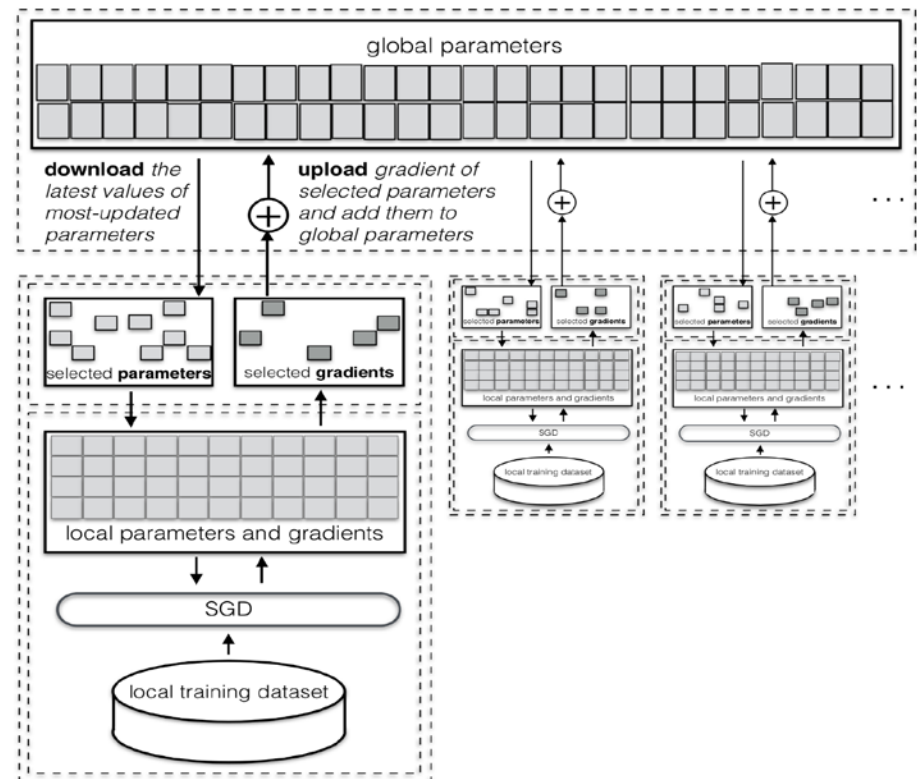 global parameters
download the
latest values of
most-updated
parameters
upload gradient of
selected parameters
and add them to
global parameters
. . .
selected parameters
selected gradients
local parameters and gradients
SGD
local training dataset
selected parameters
selected gradients
local parameters and gradients
SGD
local training dataset
selected parameters
selected gradients
local parameters and gradients
SGD
local training dataset
. . .